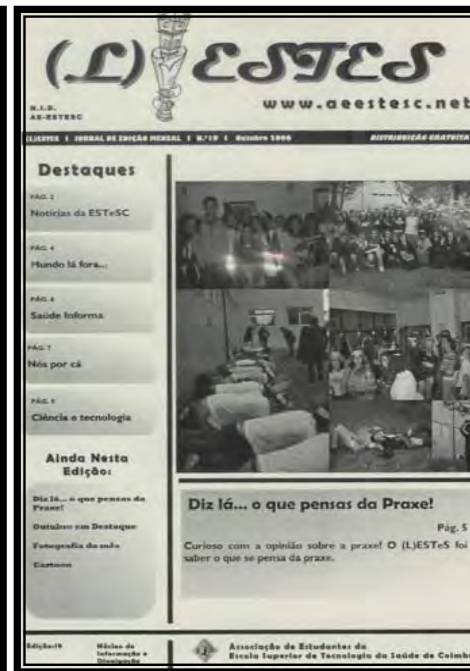 (L)ESTES
www.aeestesc.net
N.I.D.
AE-ESTESC
(L)ESTES | JORNAL DE EDIÇÃO MENSAL | N.º19 | Outubro 2006
DISTRIBUIÇÃO GRATUITA
Destaques
PÁG. 2
Notícias da ESTeSC
PÁG. 4
Mundo lá fora...
PÁG. 6
Saúde Informa
PÁG. 7
Nós por cá
PÁG. 9
Ciência e tecnologia
Ainda Nesta
Edição:
Diz lá... o que pensas da
Praxe!
Outubro em Destaque
Fotografia do mês
Cartoon
Diz lá... o que pensas da Praxe!
Pág. 5
Curioso com a opinião sobre a praxe! O (L)ESTeS foi
saber o que se pensa da praxe.
Edição:19
Núcleo de
Informação e
Divulgação
Associação de Estudantes da
Escola Superior de Tecnologia da Saúde de Coimb